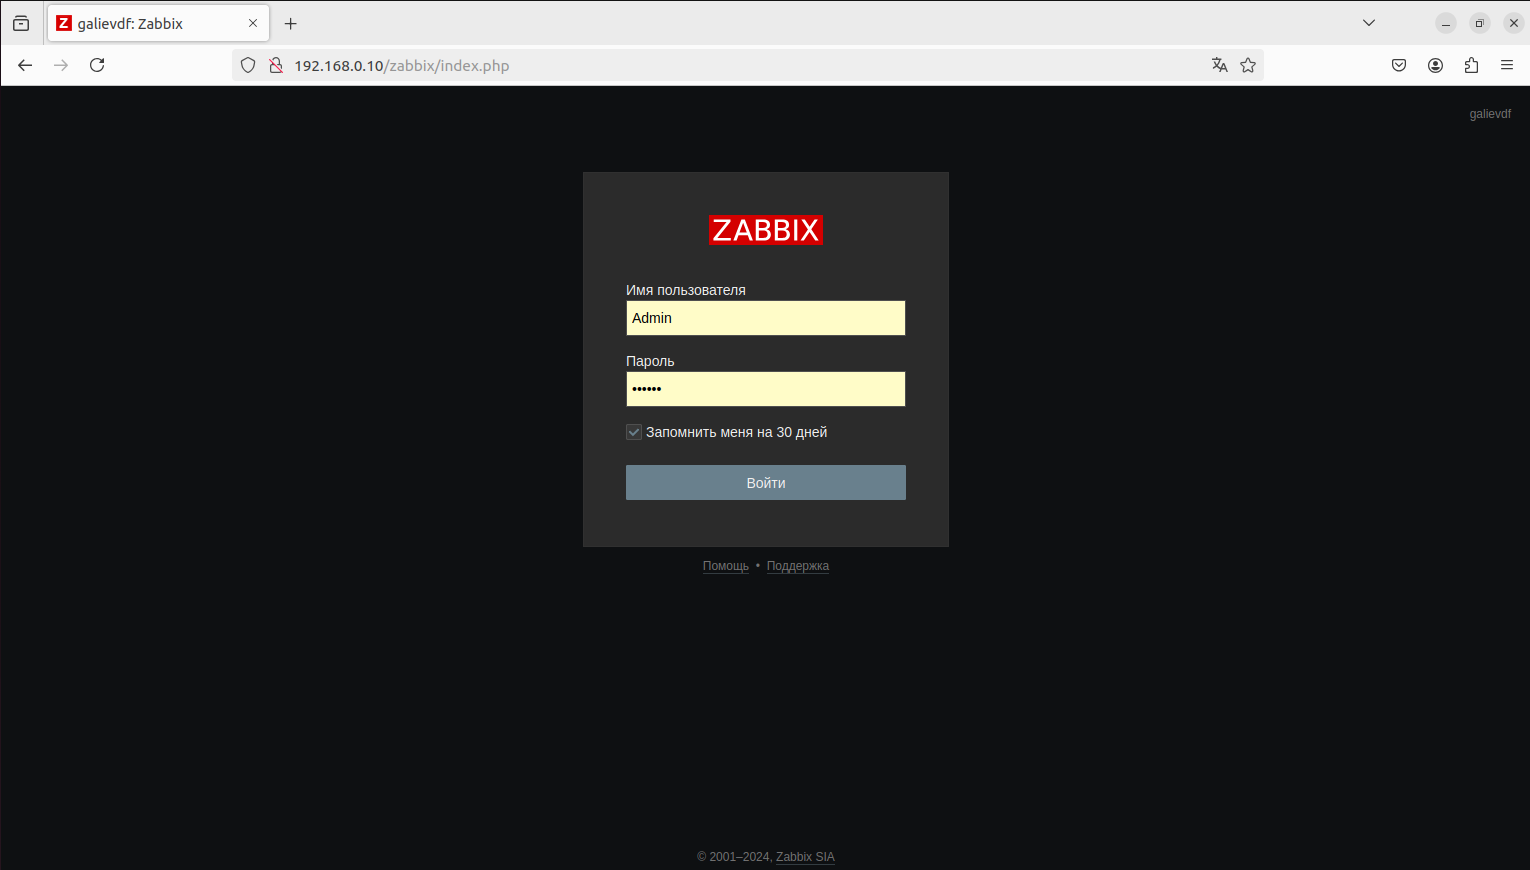 galievdf: Zabbix
192.168.0.10/zabbix/index.php
galievdf
ZABBIX
Имя пользователя
Admin
Пароль
••••••
Запомнить меня на 30 дней
Войти
Помощь • Поддержка
© 2001–2024, Zabbix SIA